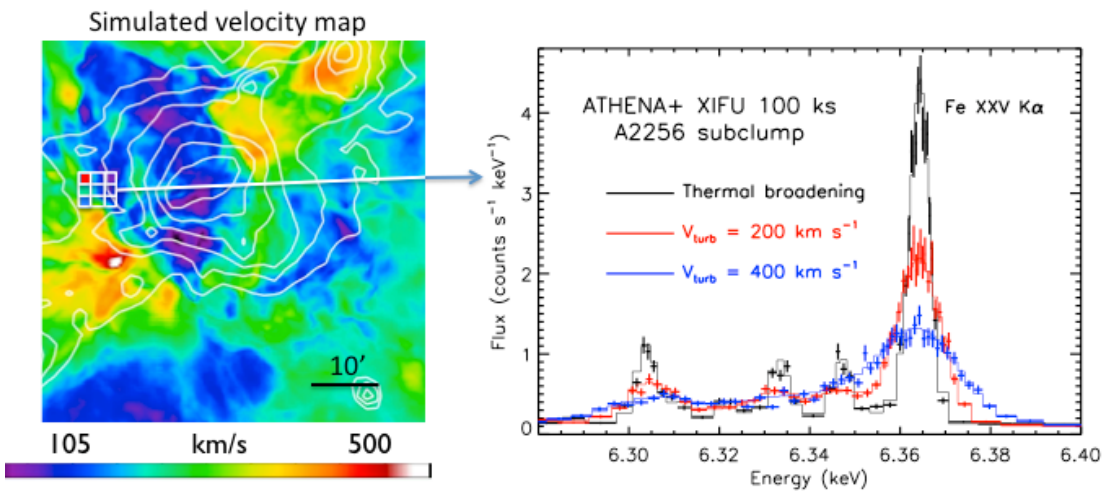 Simulated velocity map
10'
105 km/s 500
ATHENA+ XIFU 100 ks
A2256 subclump
Fe XXV Kα
Thermal broadening
Vturb = 200 km s⁻¹
Vturb = 400 km s⁻¹
Flux (counts s⁻¹ keV⁻¹)
4
3
2
1
0
6.30 6.32 6.34 6.36 6.38 6.40
Energy (keV)